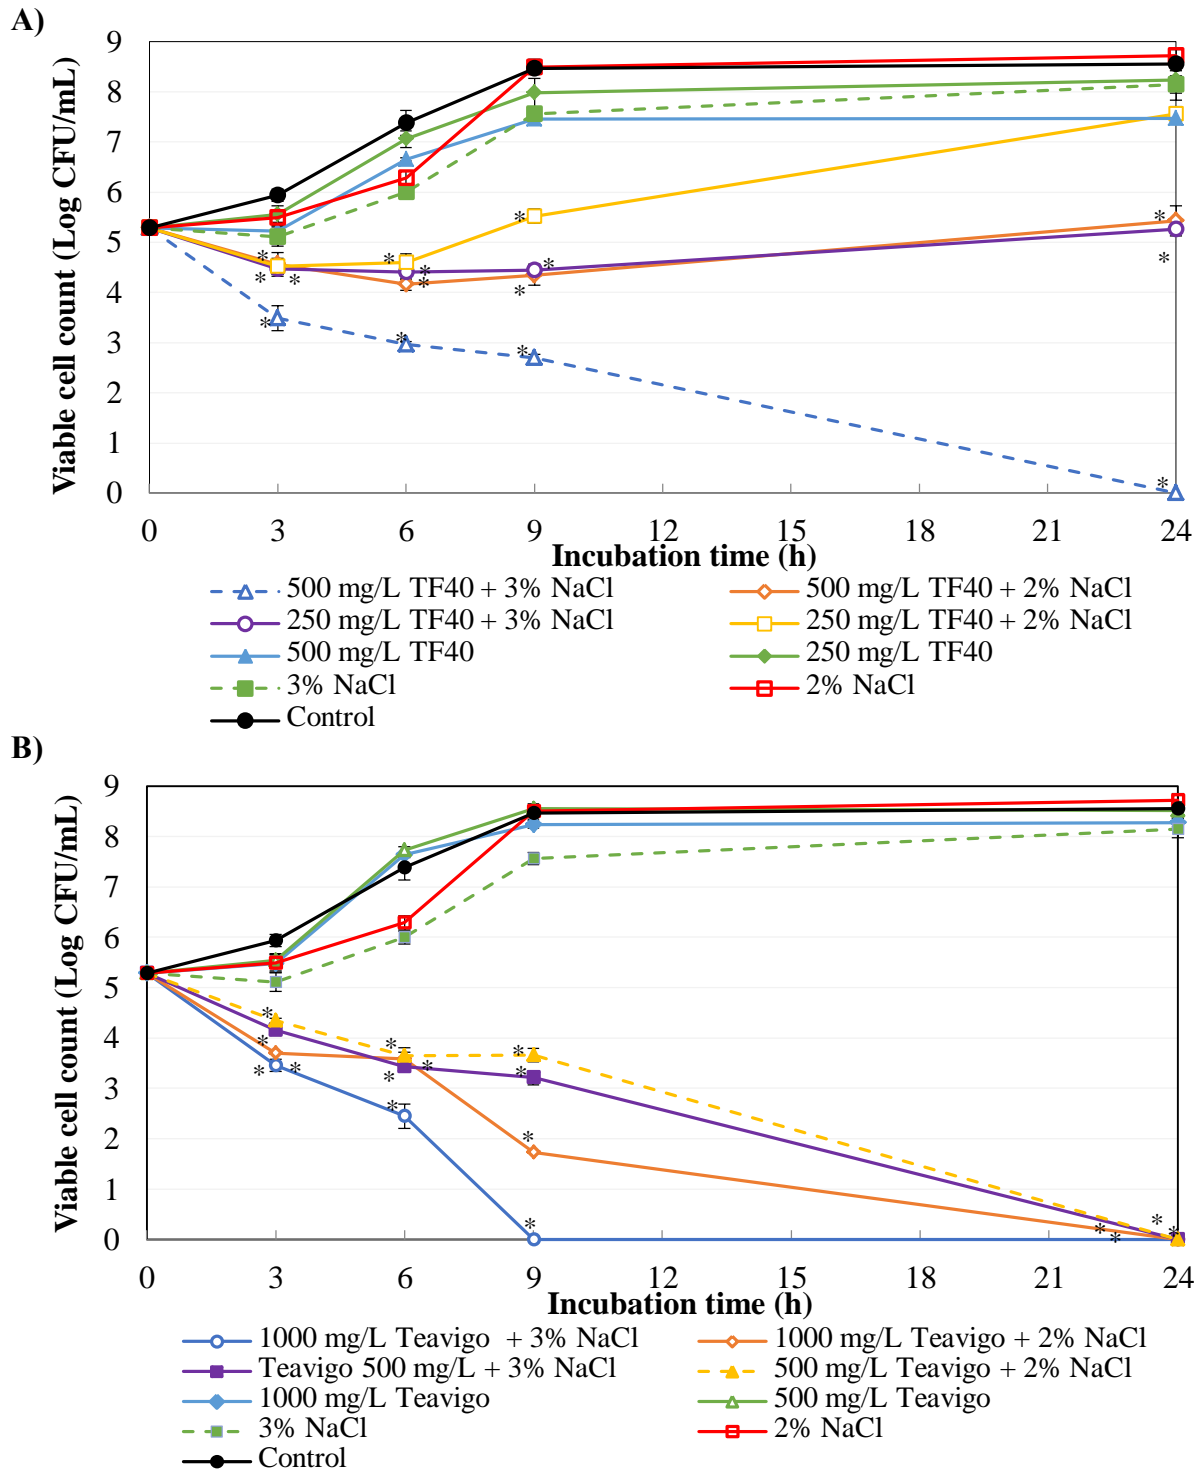 A)
Viable cell count (Log CFU/mL)
9
8
7
6
5
4
3
2
1
0
0 3 6 9 12 15 18 21 24
Incubation time (h)
500 mg/L TF40 + 3% NaCl 500 mg/L TF40 + 2% NaCl
250 mg/L TF40 + 3% NaCl 250 mg/L TF40 + 2% NaCl
500 mg/L TF40 250 mg/L TF40
3% NaCl 2% NaCl
Control
B)
Viable cell count (Log CFU/mL)
9
8
7
6
5
4
3
2
1
0
0 3 6 9 12 15 18 21 24
Incubation time (h)
1000 mg/L Teavigo + 3% NaCl 1000 mg/L Teavigo + 2% NaCl
Teavigo 500 mg/L + 3% NaCl 500 mg/L Teavigo + 2% NaCl
1000 mg/L Teavigo 500 mg/L Teavigo
3% NaCl 2% NaCl
Control